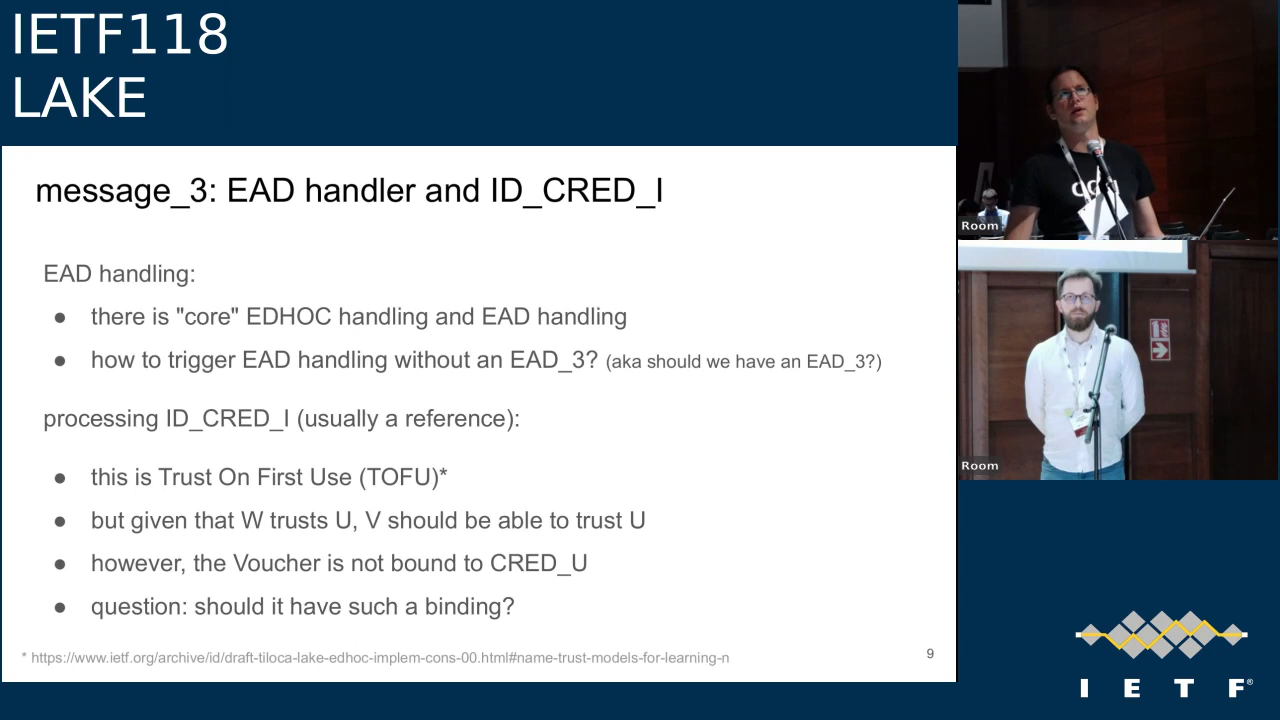 IETF118
LAKE
message_3: EAD handler and ID_CRED_I
EAD handling:
● there is "core" EDHOC handling and EAD handling
● how to trigger EAD handling without an EAD_3? (aka should we have an EAD_3?)
processing ID_CRED_I (usually a reference):
● this is Trust On First Use (TOFU)*
● but given that W trusts U, V should be able to trust U
● however, the Voucher is not bound to CRED_U
● question: should it have such a binding?
* https://www.ietf.org/archive/id/draft-tiloca-lake-edhoc-implem-cons-00.html#name-trust-models-for-learning-n
9
Room
Room
I E T F®